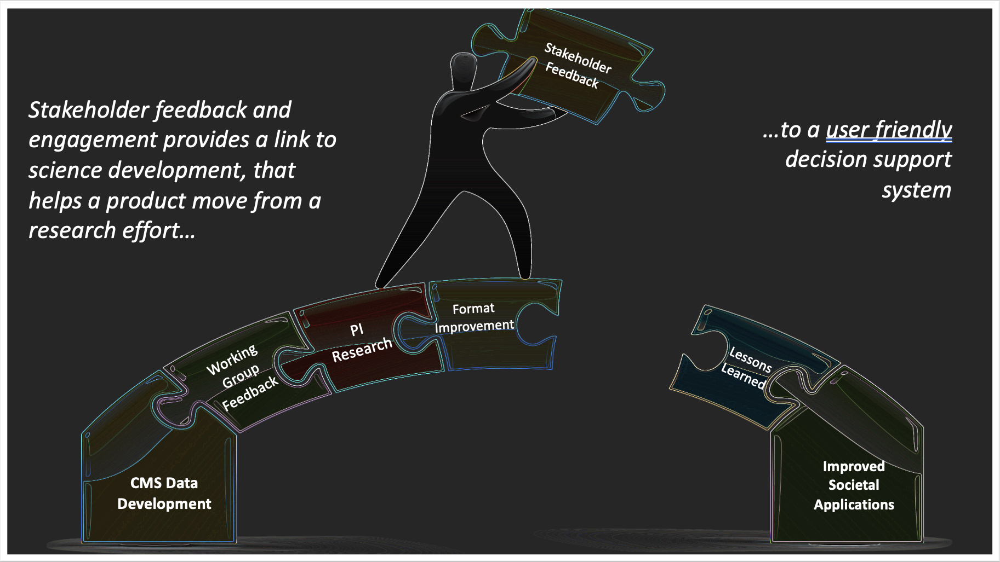 Stakeholder
Feedback
Stakeholder feedback and
engagement provides a link to
science development, that
helps a product move from a
research effort...
...to a user friendly
decision support
system
Format
Improvement
PI
Research
Working
Group
Feedback
Lessons
Learned
CMS Data
Development
Improved
Societal
Applications